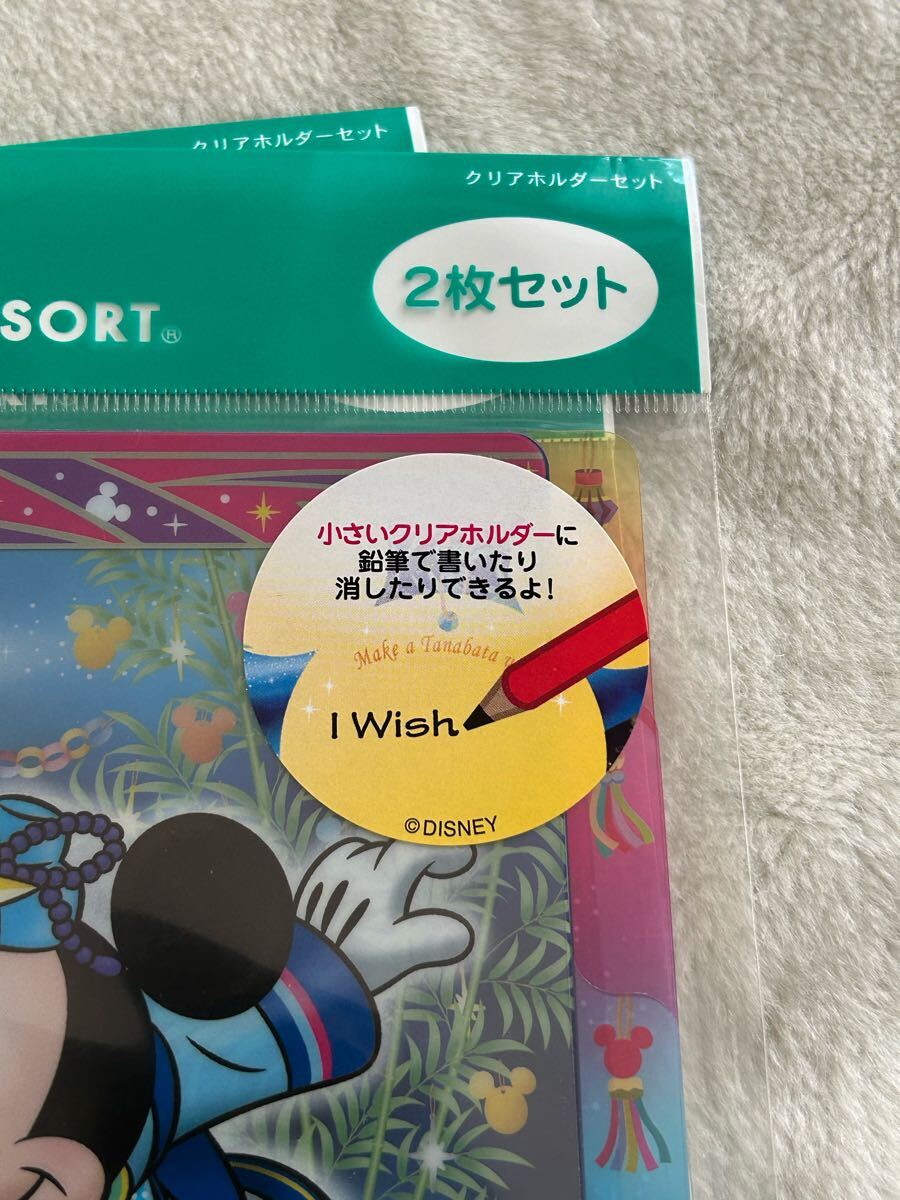 クリアホルダーセット
クリアホルダーセット
2枚セット
SORT®
小さいクリアホルダーに
鉛筆で書いたり
消したりできるよ!
Make a Tanabata
I Wish
©DISNEY